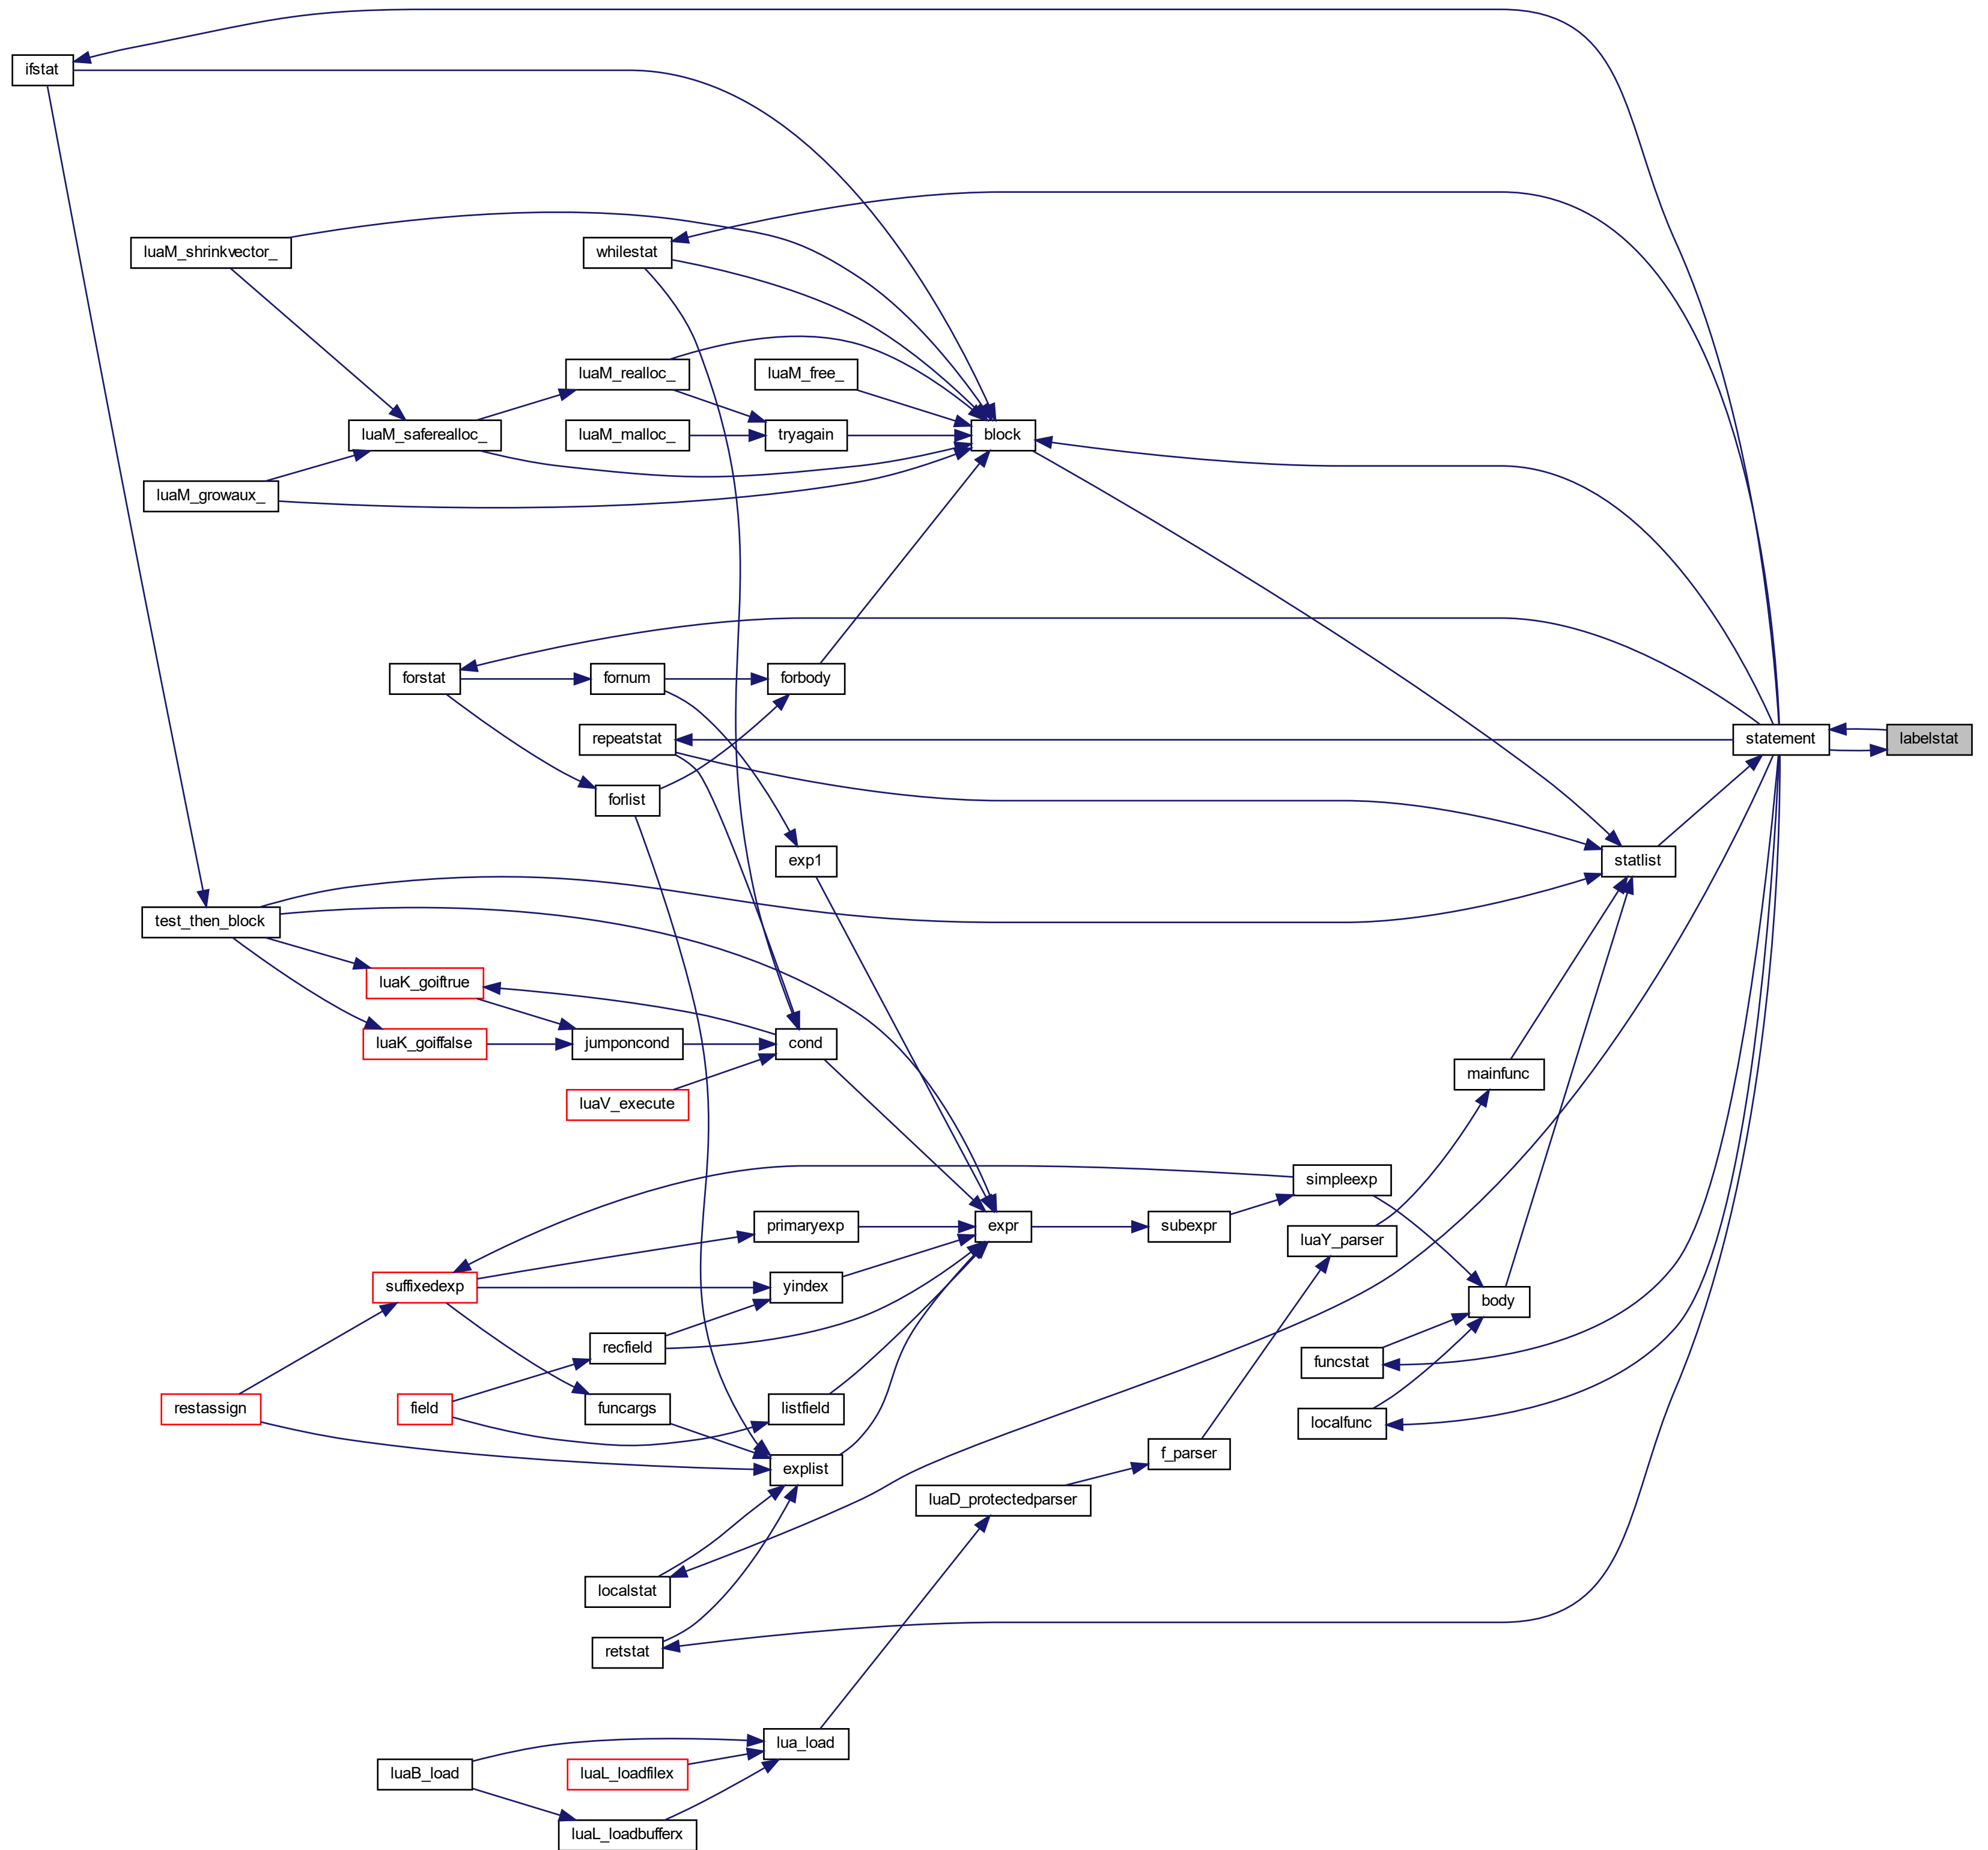 ifstat
luaM_shrinkvector_
whilestat
luaM_realloc_
luaM_free_
luaM_saferealloc_
luaM_malloc_
tryagain
block
luaM_growaux_
forstat
fornum
forbody
repeatstat
statement
labelstat
forlist
exp1
statlist
test_then_block
luaK_goiftrue
luaK_goiffalse
jumponcond
cond
mainfunc
luaV_execute
simpleexp
primaryexp
expr
subexpr
luaY_parser
suffixedexp
yindex
body
recfield
funcstat
restassign
field
funcargs
listfield
localfunc
explist
f_parser
luaD_protectedparser
localstat
retstat
lua_load
luaB_load
luaL_loadfilex
luaL_loadbufferx